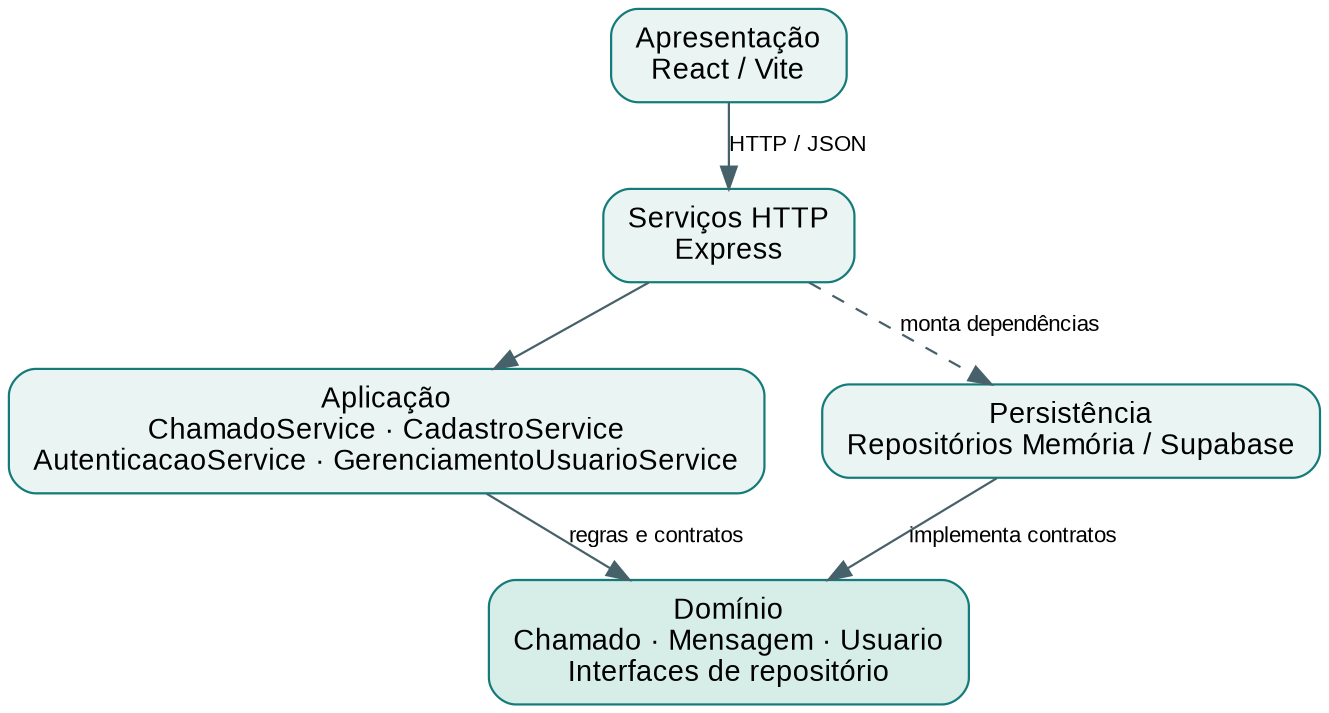 Apresentação
React / Vite
HTTP / JSON
Serviços HTTP
Express
monta dependências
Aplicação
ChamadoService · CadastroService
AutenticacaoService · GerenciamentoUsuarioService
Persistência
Repositórios Memória / Supabase
regras e contratos
implementa contratos
Domínio
Chamado · Mensagem · Usuario
Interfaces de repositório